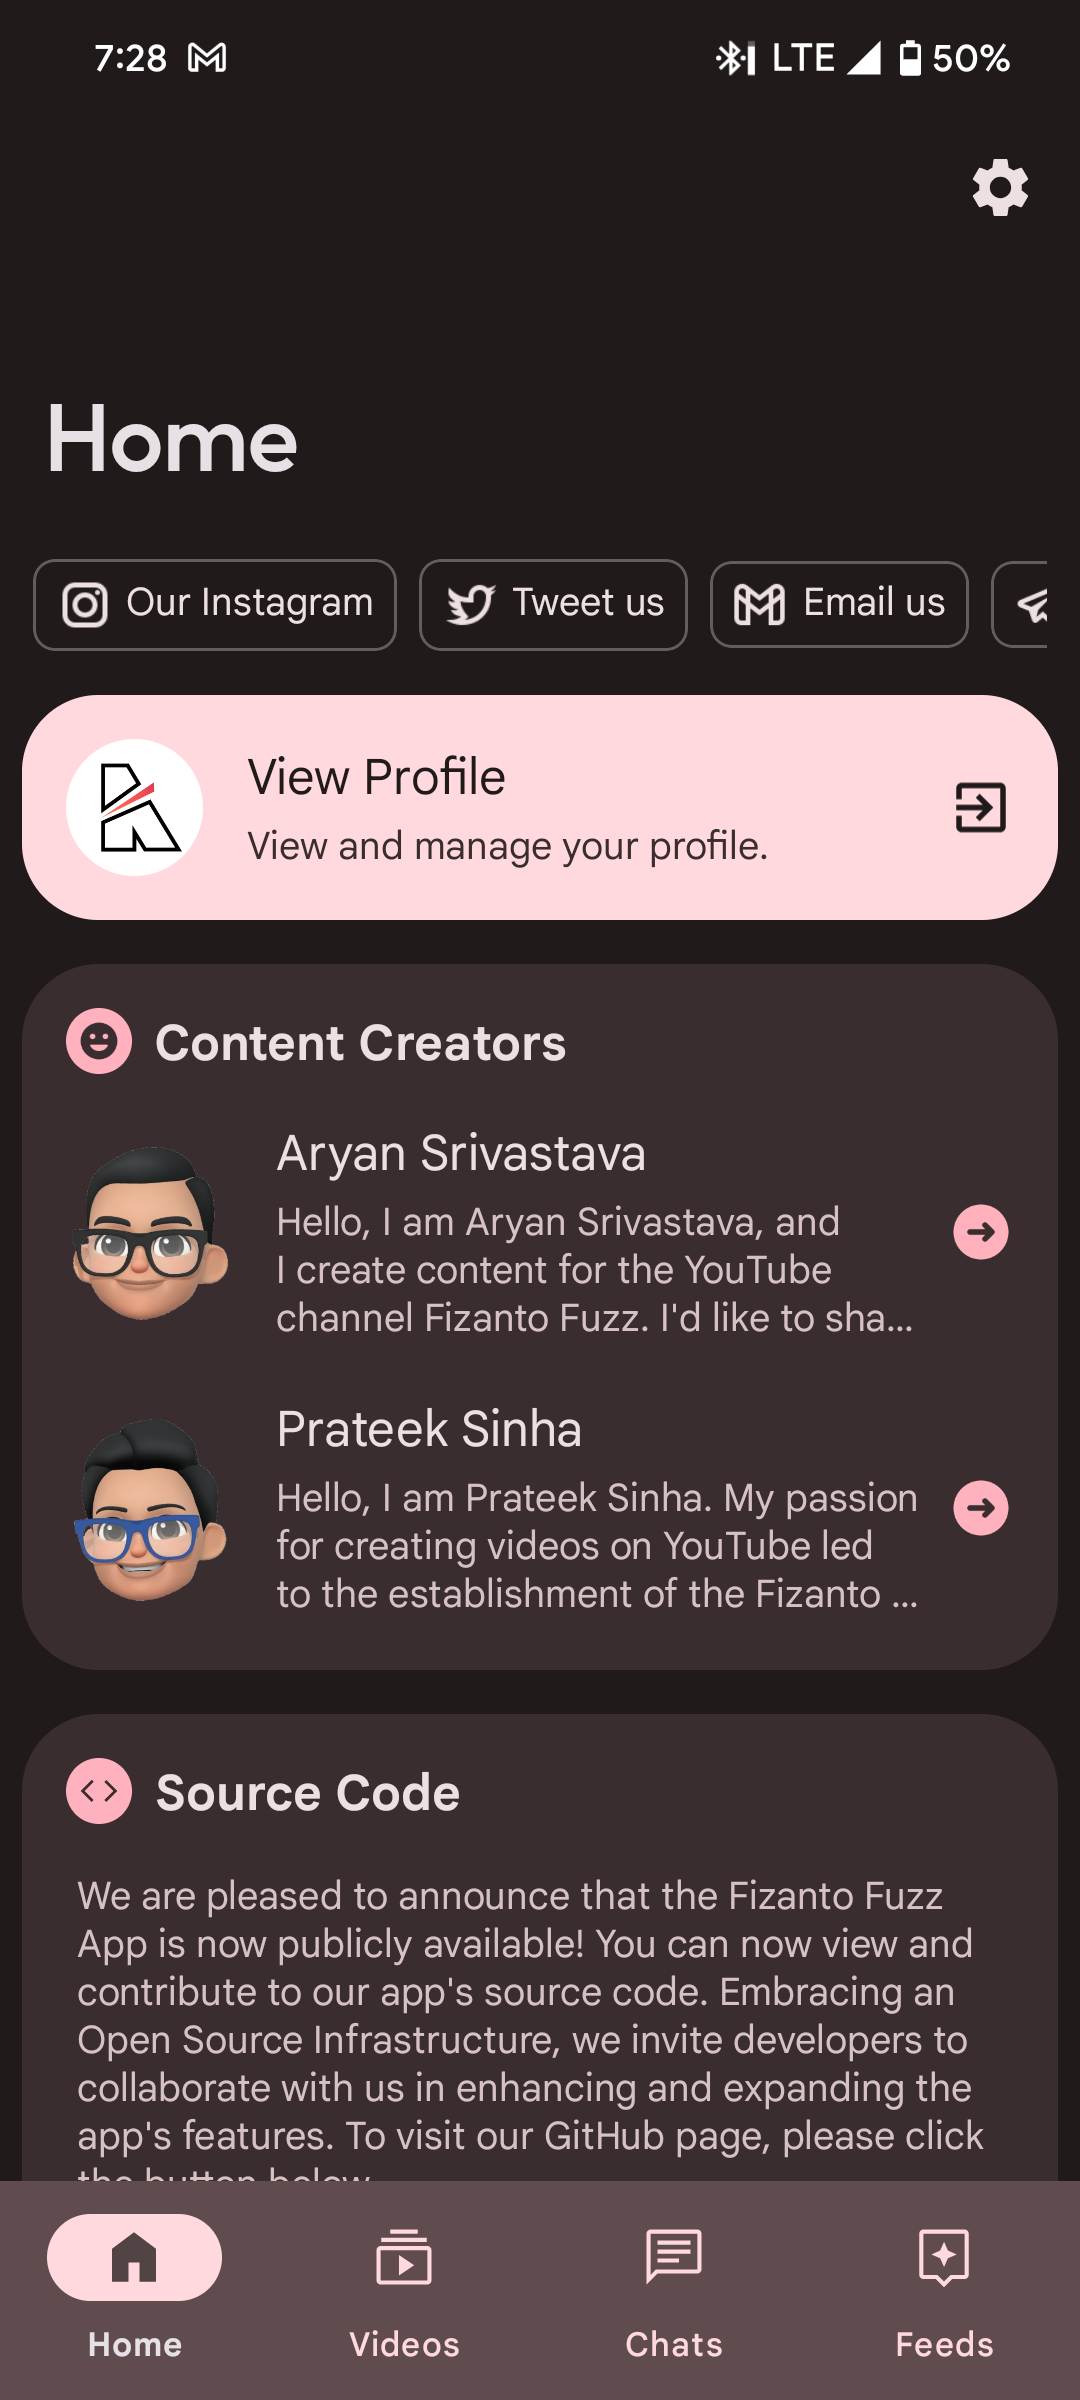 7:28
LTE 50%
Home
Our Instagram
Tweet us
Email us
View Profile
View and manage your profile.
Content Creators
Aryan Srivastava
Hello, I am Aryan Srivastava, and
I create content for the YouTube
channel Fizanto Fuzz. I'd like to sha...
Prateek Sinha
Hello, I am Prateek Sinha. My passion
for creating videos on YouTube led
to the establishment of the Fizanto ...
Source Code
We are pleased to announce that the Fizanto Fuzz
App is now publicly available! You can now view and
contribute to our app's source code. Embracing an
Open Source Infrastructure, we invite developers to
collaborate with us in enhancing and expanding the
app's features. To visit our GitHub page, please click
the button below
Home
Videos
Chats
Feeds